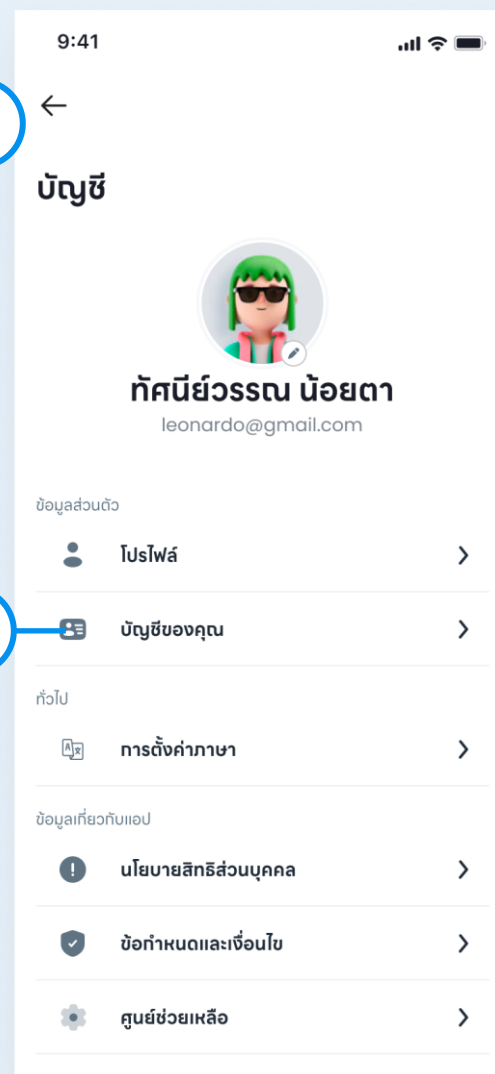 9:41
บัญชี
ทัศนีย์วรรณ น้อยตา
leonardo@gmail.com
ข้อมูลส่วนตัว
โปรไฟล์
บัญชีของคุณ
ทั่วไป
การตั้งค่าภาษา
ข้อมูลเกี่ยวกับแอป
นโยบายสิทธิส่วนบุคคล
ข้อกำหนดและเงื่อนไข
ศูนย์ช่วยเหลือ